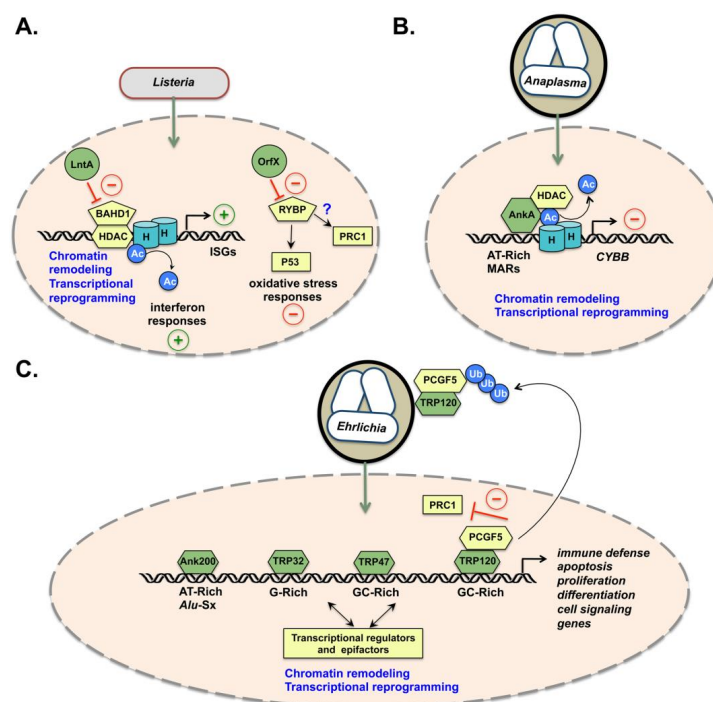 A.
Listeria
LntA
BAHD1
HDAC
H
H
Ac
Ac
ISGs
Chromatin
remodeling
Transcriptional
reprogramming
interferon
responses
+
+
-
OrfX
-
RYBP
?
PRC1
P53
oxidative stress
responses
-
B.
Anaplasma
HDAC
Ac
Ac
AnkA
H
H
-
AT-Rich
MARs
CYBB
Chromatin remodeling
Transcriptional reprogramming
C.
Ehrlichia
PCGF5
TRP120
Ub
Ub
Ub
PRC1
-
PCGF5
Ank200
TRP32
TRP47
TRP120
AT-Rich
Alu-Sx
G-Rich
GC-Rich
GC-Rich
immune defense
apoptosis
proliferation
differentiation
cell signaling
genes
Transcriptional regulators
and epifactors
Chromatin remodeling
Transcriptional reprogramming